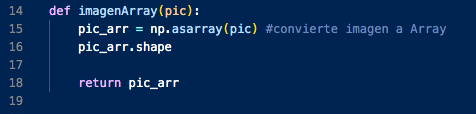 14 def imagenArray(pic):
15     pic_arr = np.asarray(pic) #convierte imagen a Array
16     pic_arr.shape
17
18     return pic_arr
19